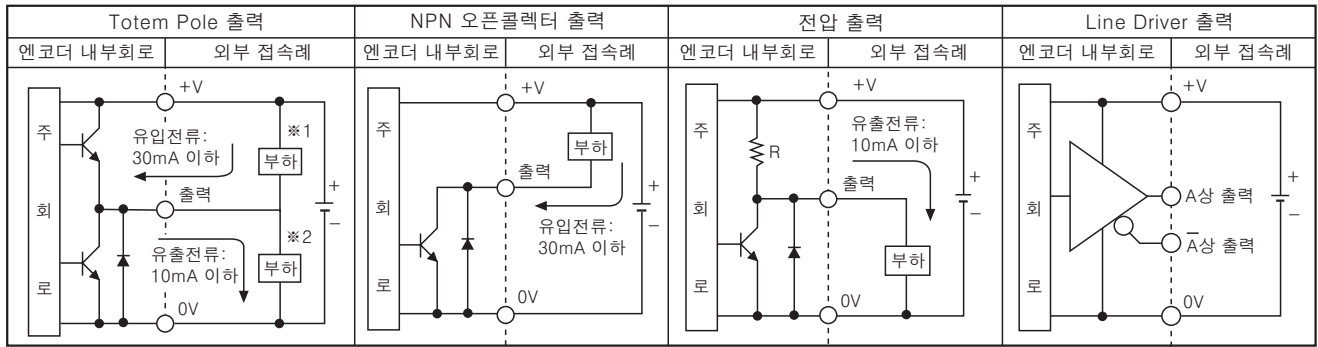 Totem Pole 출력
NPN 오픈콜렉터 출력
전압 출력
Line Driver 출력
엔코더 내부회로
외부 접속례
엔코더 내부회로
외부 접속례
엔코더 내부회로
외부 접속례
엔코더 내부회로
외부 접속례
주
회
로
+V
유입전류:
30mA 이하
※1
부하
출력
유출전류:
10mA 이하
※2
부하
0V
+
−
주
회
로
+V
부하
출력
유입전류:
30mA 이하
0V
+
−
주
회
로
+V
R
유출전류:
10mA 이하
출력
부하
0V
+
−
주
회
로
+V
A상 출력
A̅상 출력
0V
+
−